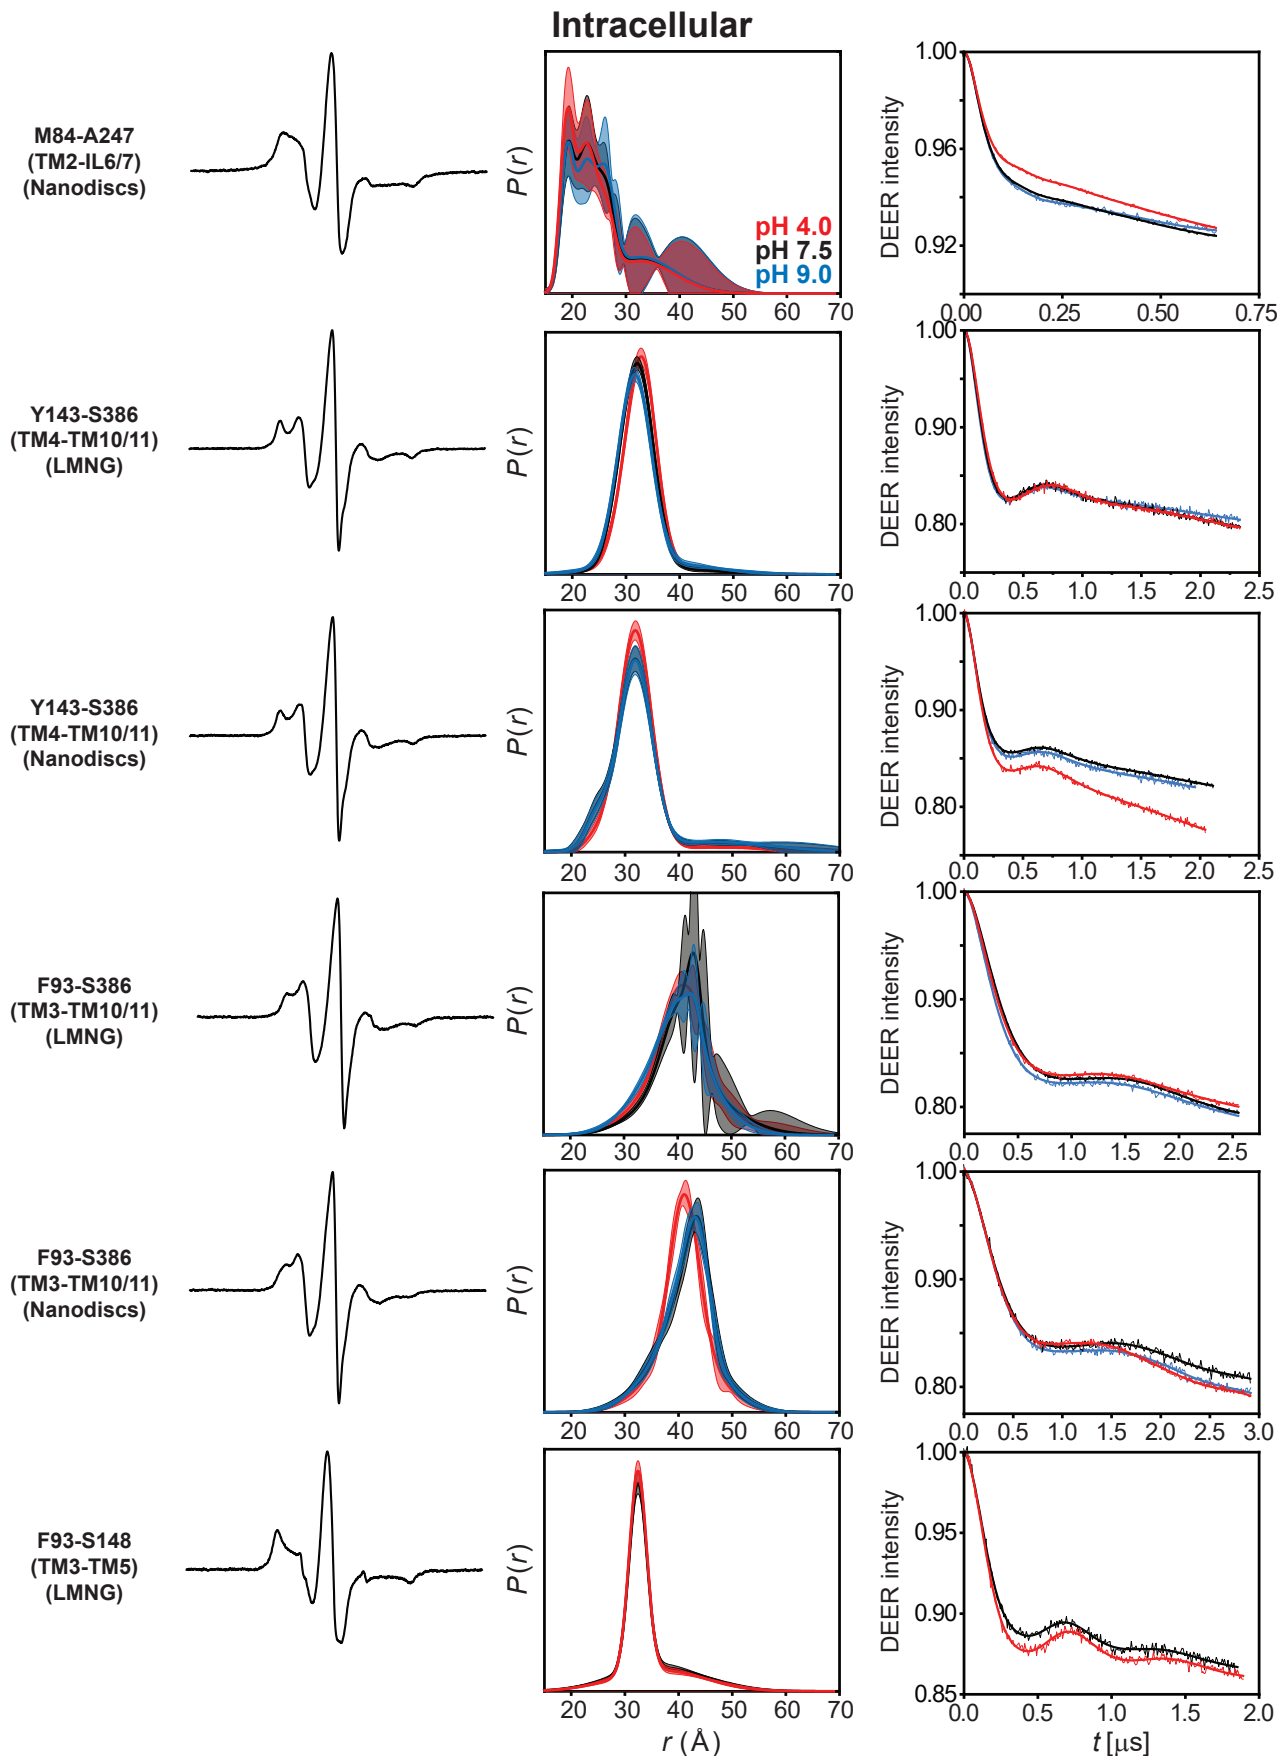 Intracellular
M84-A247
(TM2-IL6/7)
(Nanodiscs)
P(r)
pH 4.0
pH 7.5
pH 9.0
20 30 40 50 60 70
DEER intensity
1.00
0.96
0.92
0.00 0.25 0.50 0.75
Y143-S386
(TM4-TM10/11)
(LMNG)
P(r)
20 30 40 50 60 70
DEER intensity
1.00
0.90
0.80
0.0 0.5 1.0 1.5 2.0 2.5
Y143-S386
(TM4-TM10/11)
(Nanodiscs)
P(r)
20 30 40 50 60 70
DEER intensity
1.00
0.90
0.80
0.0 0.5 1.0 1.5 2.0 2.5
F93-S386
(TM3-TM10/11)
(LMNG)
P(r)
20 30 40 50 60 70
DEER intensity
1.00
0.90
0.80
0.0 0.5 1.0 1.5 2.0 2.5
F93-S386
(TM3-TM10/11)
(Nanodiscs)
P(r)
20 30 40 50 60 70
DEER intensity
1.00
0.90
0.80
0.0 0.5 1.0 1.5 2.0 2.5 3.0
F93-S148
(TM3-TM5)
(LMNG)
P(r)
20 30 40 50 60 70
r (Å)
DEER intensity
1.00
0.95
0.90
0.85
0.0 0.5 1.0 1.5 2.0
t [μs]